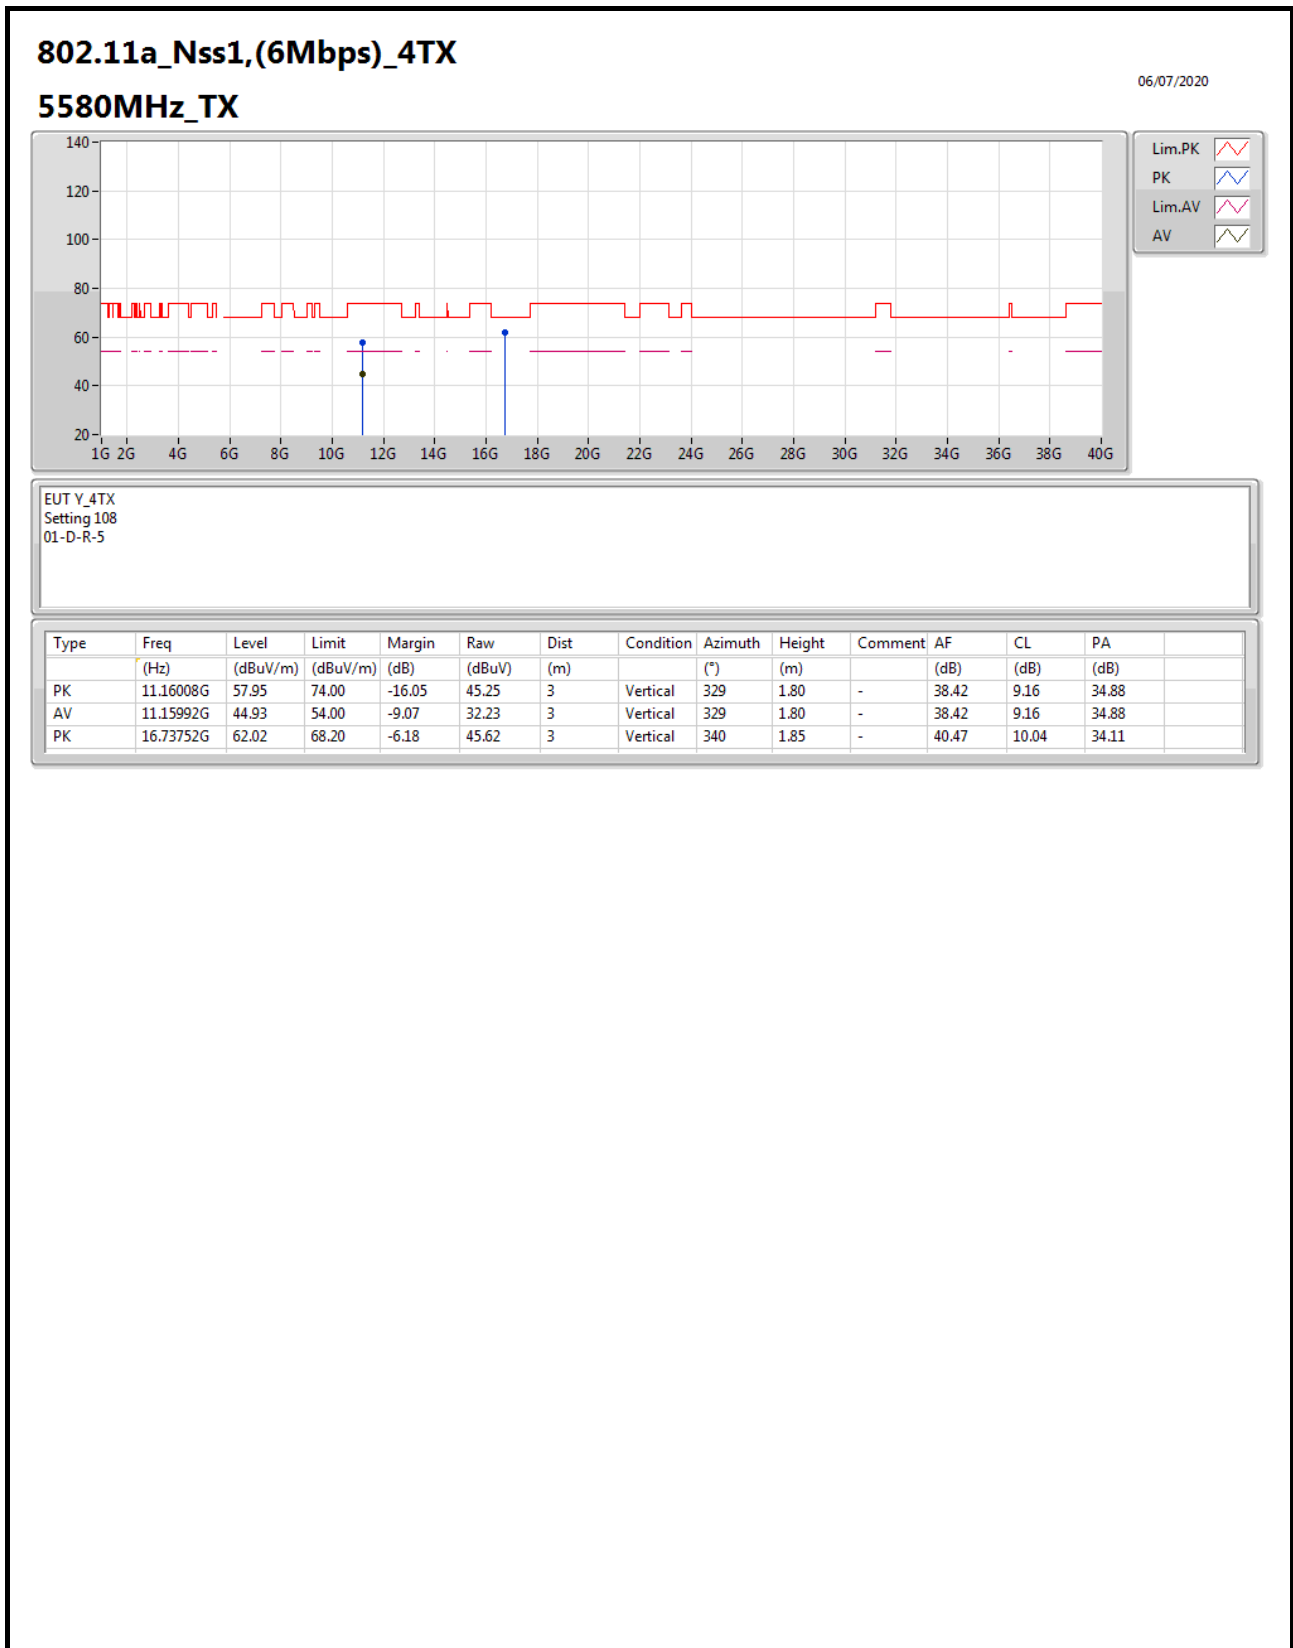 802.11a_Nss1,(6Mbps)_4TX
06/07/2020
5580MHz_TX
140
120
100
80
60
40
20
1G 2G 4G 6G 8G 10G 12G 14G 16G 18G 20G 22G 24G 26G 28G 30G 32G 34G 36G 38G 40G
Lim.PK
PK
Lim.AV
AV
EUT Y_4TX
Setting 108
01-D-R-5
Type Freq Level Limit Margin Raw Dist Condition Azimuth Height Comment AF CL PA
(Hz) (dBuV/m) (dBuV/m) (dB) (dBuV) (m) (°) (m) (dB) (dB) (dB)
PK 11.16008G 57.95 74.00 -16.05 45.25 3 Vertical 329 1.80 - 38.42 9.16 34.88
AV 11.15992G 44.93 54.00 -9.07 32.23 3 Vertical 329 1.80 - 38.42 9.16 34.88
PK 16.73752G 62.02 68.20 -6.18 45.62 3 Vertical 340 1.85 - 40.47 10.04 34.11